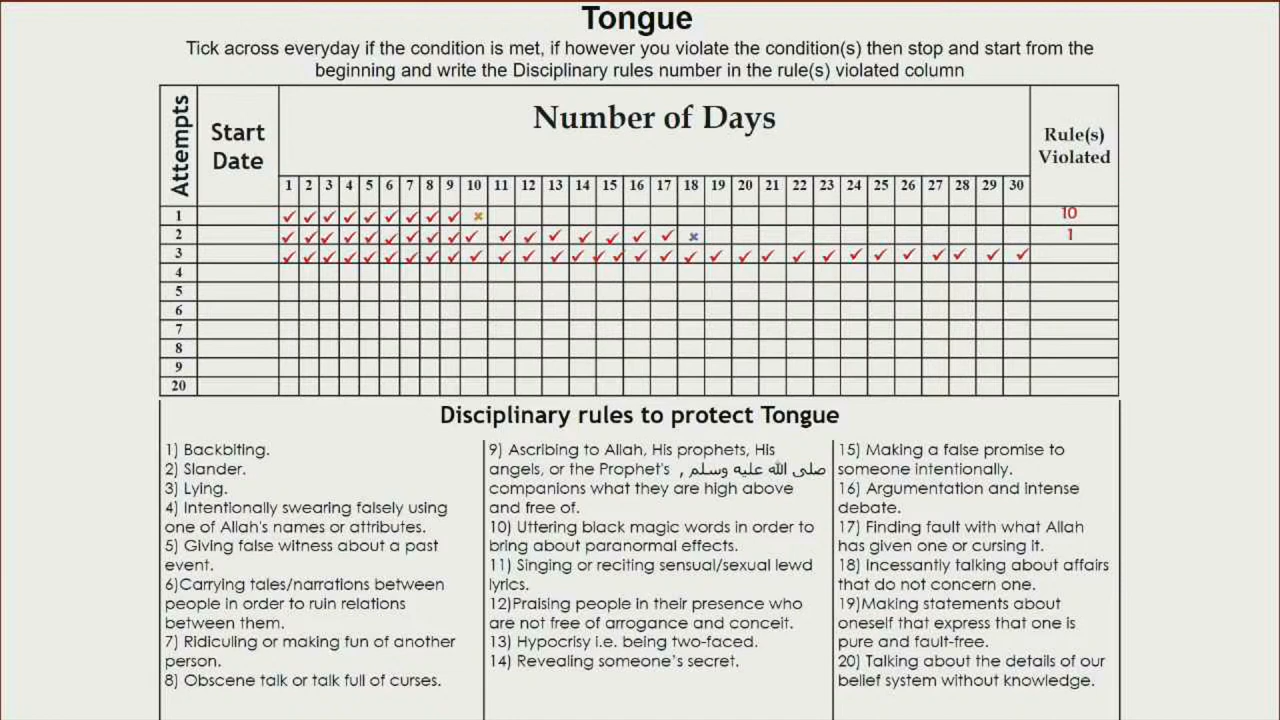 Tongue
Tick across everyday if the condition is met, if however you violate the condition(s) then stop and start from the
beginning and write the Disciplinary rules number in the rule(s) violated column
Attempts
Start
Date
Number of Days
Rule(s)
Violated
1 2 3 4 5 6 7 8 9 10 11 12 13 14 15 16 17 18 19 20 21 22 23 24 25 26 27 28 29 30
1 ✓ ✓ ✓ ✓ ✓ ✓ ✓ ✓ ✓ × 10
2 ✓ ✓ ✓ ✓ ✓ ✓ ✓ ✓ ✓ ✓ ✓ ✓ ✓ ✓ ✓ ✓ ✓ × 1
3 ✓ ✓ ✓ ✓ ✓ ✓ ✓ ✓ ✓ ✓ ✓ ✓ ✓ ✓ ✓ ✓ ✓ ✓ ✓ ✓ ✓ ✓ ✓ ✓ ✓ ✓ ✓ ✓ ✓ ✓ ✓
4
5
6
7
8
9
20
Disciplinary rules to protect Tongue
1) Backbiting.
2) Slander.
3) Lying.
4) Intentionally swearing falsely using
one of Allah's names or attributes.
5) Giving false witness about a past
event.
6)Carrying tales/narrations between
people in order to ruin relations
between them.
7) Ridiculing or making fun of another
person.
8) Obscene talk or talk full of curses.
9) Ascribing to Allah, His prophets, His
angels, or the Prophet's صلى الله عليه وسلم ,
companions what they are high above
and free of.
10) Uttering black magic words in order to
bring about paranormal effects.
11) Singing or reciting sensual/sexual lewd
lyrics.
12)Praising people in their presence who
are not free of arrogance and conceit.
13) Hypocrisy i.e. being two-faced.
14) Revealing someone's secret.
15) Making a false promise to
someone intentionally.
16) Argumentation and intense
debate.
17) Finding fault with what Allah
has given one or cursing it.
18) Incessantly talking about affairs
that do not concern one.
19)Making statements about
oneself that express that one is
pure and fault-free.
20) Talking about the details of our
belief system without knowledge.